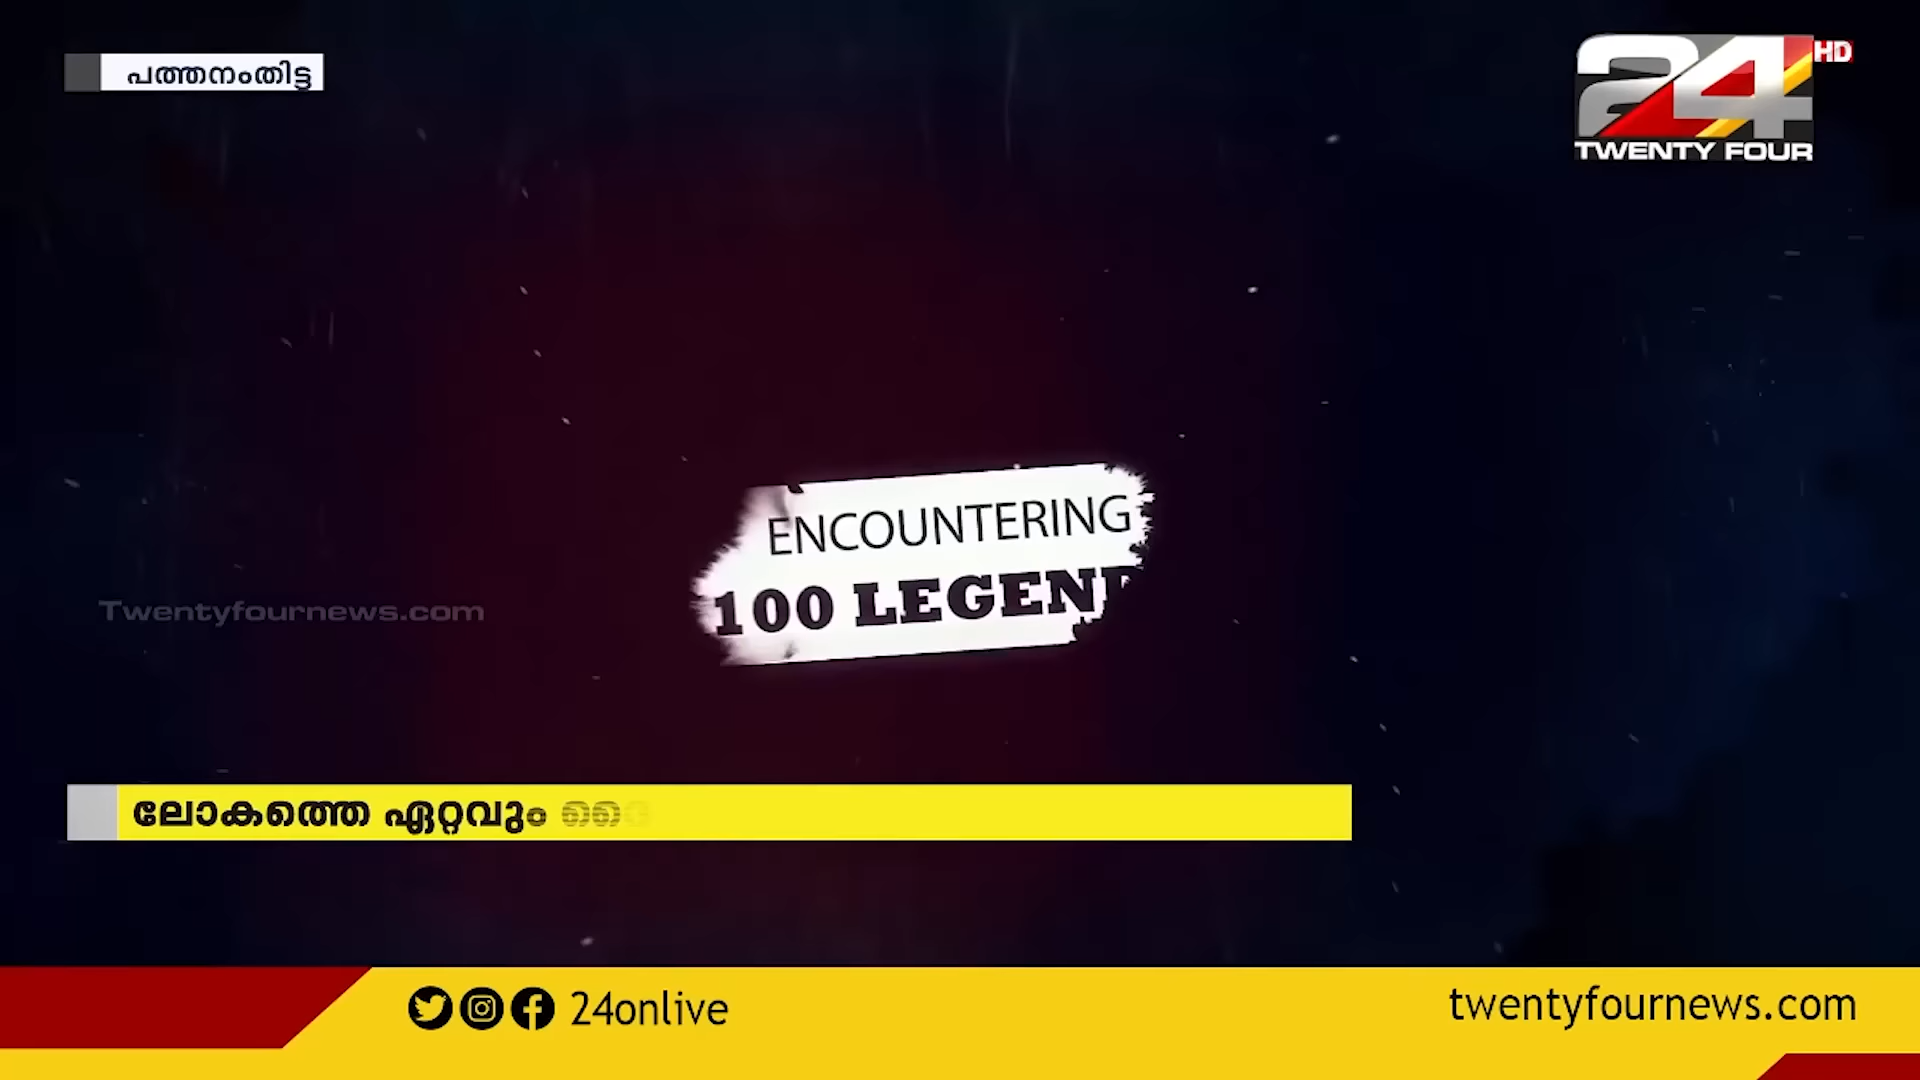 പത്തനംതിട്ട
24 HD
TWENTY FOUR
ENCOUNTERING
100 LEGEN
Twentyfournews.com
ലോകത്തെ ഏറ്റവും
24onlive
twentyfournews.com